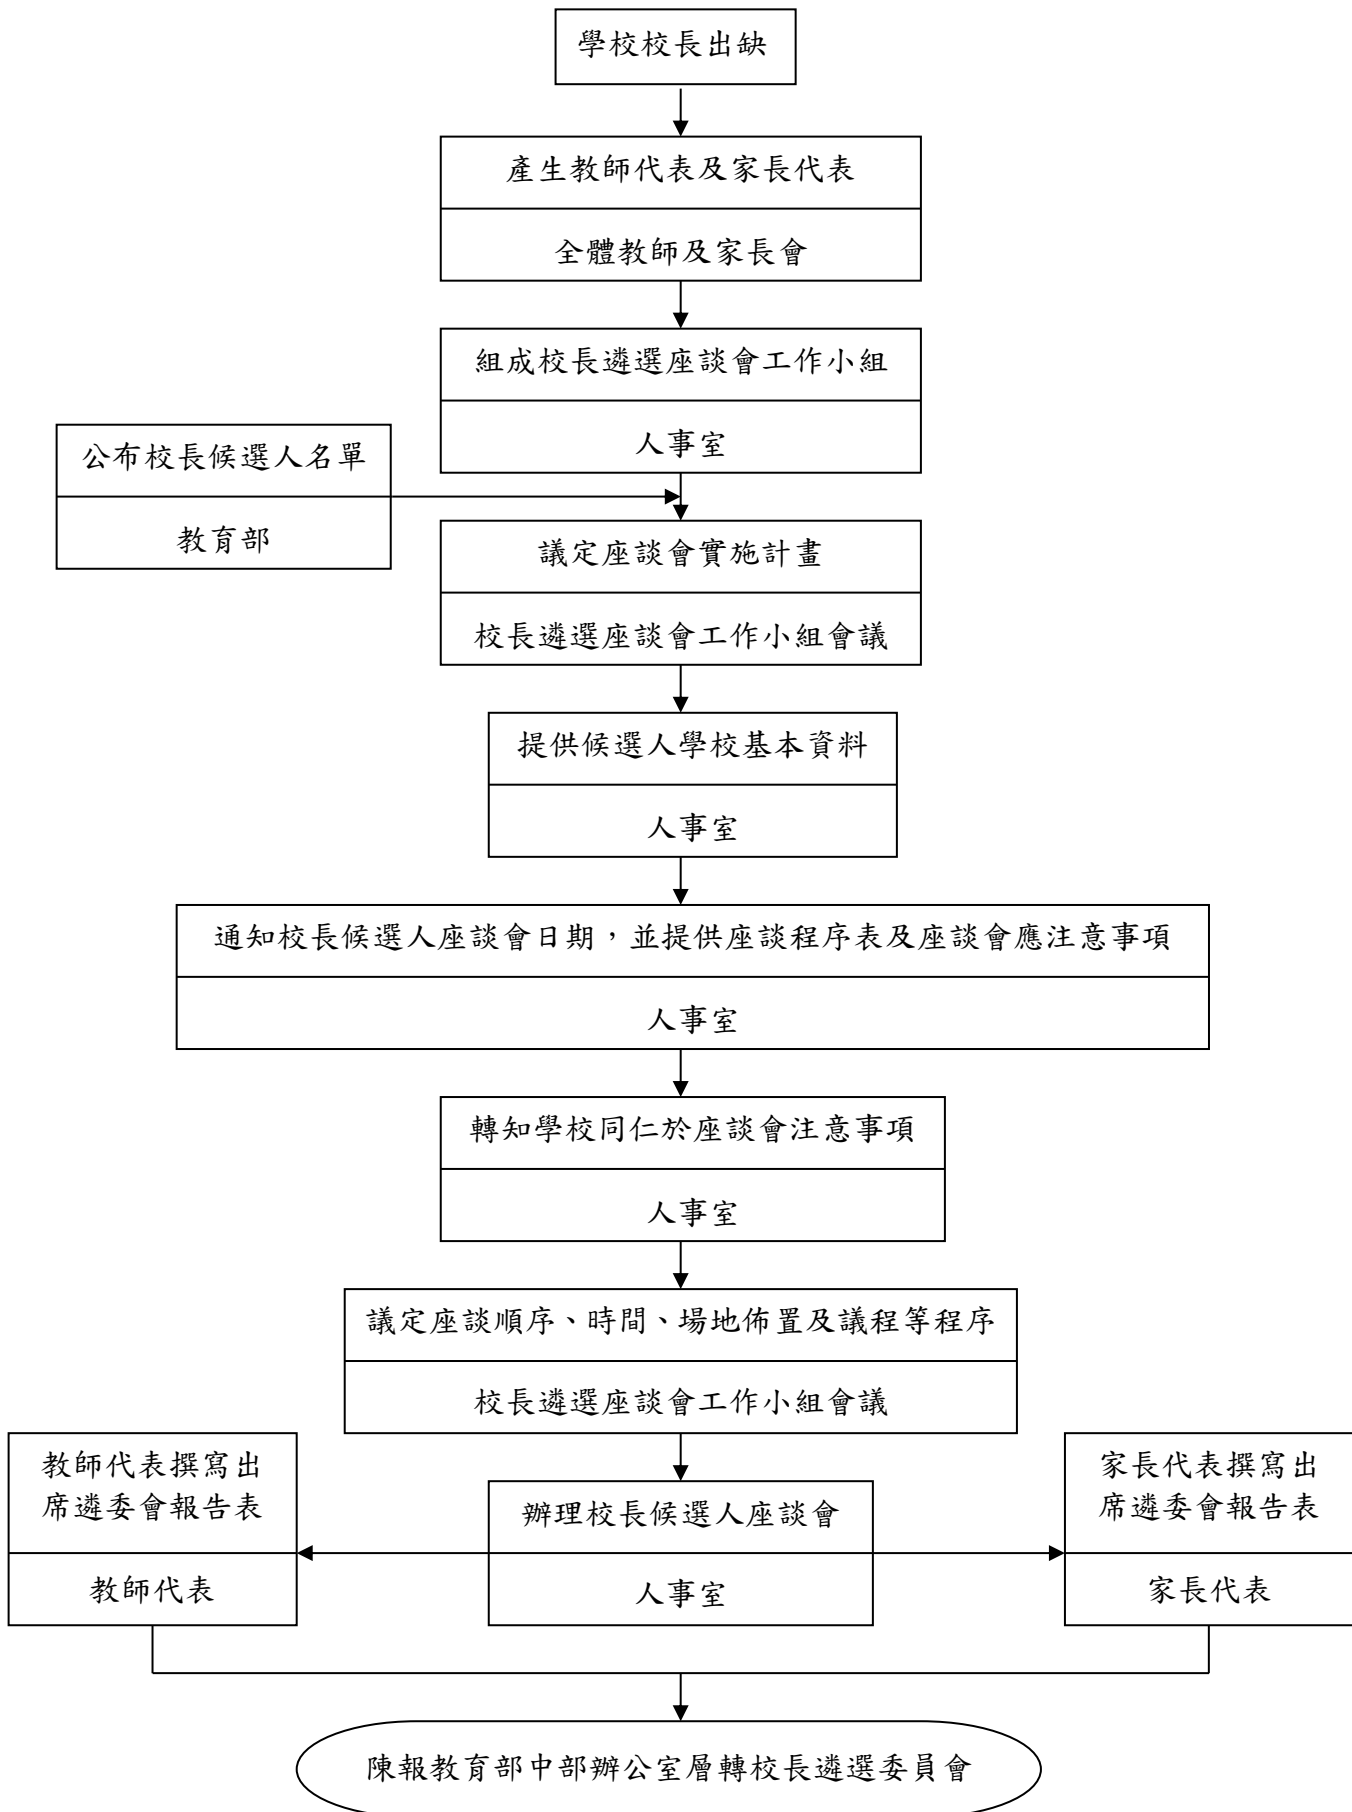 學校校長出缺
產生教師代表及家長代表
全體教師及家長會
組成校長遴選座談會工作小組
人事室
公布校長候選人名單
教育部
議定座談會實施計畫
校長遴選座談會工作小組會議
提供候選人學校基本資料
人事室
通知校長候選人座談會日期，並提供座談程序表及座談會應注意事項
人事室
轉知學校同仁於座談會注意事項
人事室
議定座談順序、時間、場地佈置及議程等程序
校長遴選座談會工作小組會議
教師代表撰寫出
席遴委會報告表
教師代表
辦理校長候選人座談會
人事室
家長代表撰寫出
席遴委會報告表
家長代表
陳報教育部中部辦公室層轉校長遴選委員會